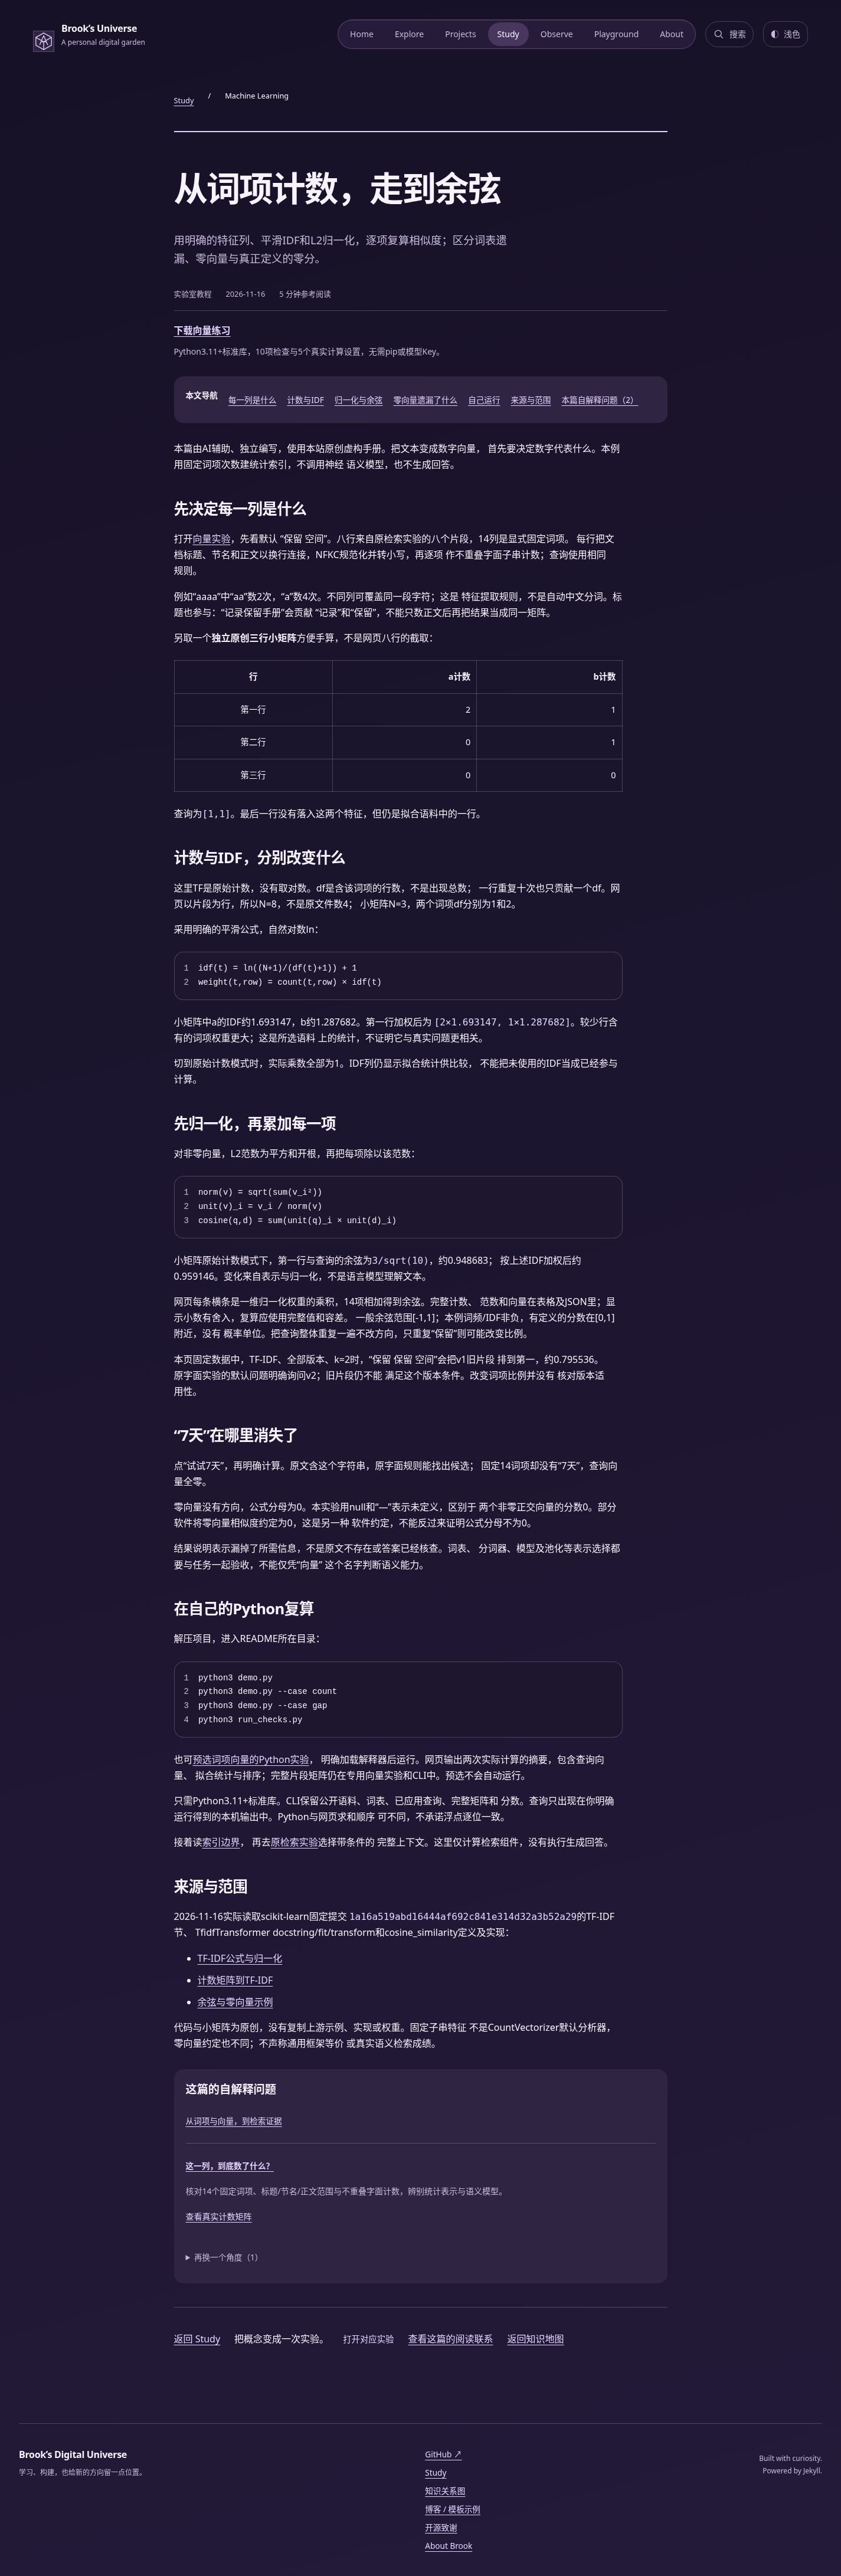 Brook’s Universe
A personal digital garden
Home Explore Projects Study Observe Playground About
搜索
浅色
Study / Machine Learning
从词项计数，走到余弦
用明确的特征列、平滑IDF和L2归一化，逐项复算相似度；区分词表遗
漏、零向量与真正定义的零分。
实验室教程 2026-11-16 5 分钟参考阅读
下载向量练习
Python3.11+标准库，10项检查与5个真实计算设置，无需pip或模型Key。
本文导航 每一列是什么 计数与IDF 归一化与余弦 零向量遗漏了什么 自己运行 来源与范围 本篇自解释问题（2）
本篇由AI辅助、独立编写，使用本站原创虚构手册。把文本变成数字向量， 首先要决定数字代表什么。本例
用固定词项次数建统计索引，不调用神经 语义模型，也不生成回答。
先决定每一列是什么
打开向量实验，先看默认 “保留 空间”。八行来自原检索实验的八个片段，14列是显式固定词项。 每行把文
档标题、节名和正文以换行连接，NFKC规范化并转小写，再逐项 作不重叠字面子串计数；查询使用相同
规则。
例如“aaaa”中“aa”数2次，“a”数4次。不同列可覆盖同一段字符；这是 特征提取规则，不是自动中文分词。标
题也参与：“记录保留手册”会贡献 “记录”和“保留”，不能只数正文后再把结果当成同一矩阵。
另取一个独立原创三行小矩阵方便手算，不是网页八行的截取：
行 a计数 b计数
第一行 2 1
第二行 0 1
第三行 0 0
查询为[1,1]。最后一行没有落入这两个特征，但仍是拟合语料中的一行。
计数与IDF，分别改变什么
这里TF是原始计数，没有取对数。df是含该词项的行数，不是出现总数； 一行重复十次也只贡献一个df。网
页以片段为行，所以N=8，不是原文件数4； 小矩阵N=3，两个词项df分别为1和2。
采用明确的平滑公式，自然对数ln：
1 idf(t) = ln((N+1)/(df(t)+1)) + 1
2 weight(t,row) = count(t,row) × idf(t)
小矩阵中a的IDF约1.693147，b约1.287682。第一行加权后为 [2×1.693147, 1×1.287682]。较少行含
有的词项权重更大；这是所选语料 上的统计，不证明它与真实问题更相关。
切到原始计数模式时，实际乘数全部为1。IDF列仍显示拟合统计供比较， 不能把未使用的IDF当成已经参与
计算。
先归一化，再累加每一项
对非零向量，L2范数为平方和开根，再把每项除以该范数：
1 norm(v) = sqrt(sum(v_i²))
2 unit(v)_i = v_i / norm(v)
3 cosine(q,d) = sum(unit(q)_i × unit(d)_i)
小矩阵原始计数模式下，第一行与查询的余弦为3/sqrt(10)，约0.948683； 按上述IDF加权后约
0.959146。变化来自表示与归一化，不是语言模型理解文本。
网页每条横条是一维归一化权重的乘积，14项相加得到余弦。完整计数、 范数和向量在表格及JSON里；显
示小数有舍入，复算应使用完整值和容差。 一般余弦范围[-1,1]；本例词频/IDF非负，有定义的分数在[0,1]
附近，没有 概率单位。把查询整体重复一遍不改方向，只重复“保留”则可能改变比例。
本页固定数据中，TF-IDF、全部版本、k=2时，“保留 保留 空间”会把v1旧片段 排到第一，约0.795536。
原字面实验的默认问题明确询问v2；旧片段仍不能 满足这个版本条件。改变词项比例并没有 核对版本适
用性。
“7天”在哪里消失了
点“试试7天”，再明确计算。原文含这个字符串，原字面规则能找出候选； 固定14词项却没有“7天”，查询向
量全零。
零向量没有方向，公式分母为0。本实验用null和“—”表示未定义，区别于 两个非零正交向量的分数0。部分
软件将零向量相似度约定为0，这是另一种 软件约定，不能反过来证明公式分母不为0。
结果说明表示漏掉了所需信息，不是原文不存在或答案已经核查。词表、 分词器、模型及池化等表示选择都
要与任务一起验收，不能仅凭“向量” 这个名字判断语义能力。
在自己的Python复算
解压项目，进入README所在目录：
1 python3 demo.py
2 python3 demo.py --case count
3 python3 demo.py --case gap
4 python3 run_checks.py
也可预选词项向量的Python实验， 明确加载解释器后运行。网页输出两次实际计算的摘要，包含查询向
量、 拟合统计与排序；完整片段矩阵仍在专用向量实验和CLI中。预选不会自动运行。
只需Python3.11+标准库。CLI保留公开语料、词表、已应用查询、完整矩阵和 分数。查询只出现在你明确
运行得到的本机输出中。Python与网页求和顺序 可不同，不承诺浮点逐位一致。
接着读索引边界， 再去原检索实验选择带条件的 完整上下文。这里仅计算检索组件，没有执行生成回答。
来源与范围
2026-11-16实际读取scikit-learn固定提交 1a16a519abd16444af692c841e314d32a3b52a29的TF-IDF
节、 TfidfTransformer docstring/fit/transform和cosine_similarity定义及实现：
TF-IDF公式与归一化
计数矩阵到TF-IDF
余弦与零向量示例
代码与小矩阵为原创，没有复制上游示例、实现或权重。固定子串特征 不是CountVectorizer默认分析器，
零向量约定也不同；不声称通用框架等价 或真实语义检索成绩。
这篇的自解释问题
从词项与向量，到检索证据
这一列，到底数了什么？
核对14个固定词项、标题/节名/正文范围与不重叠字面计数，辨别统计表示与语义模型。
查看真实计数矩阵
再换一个角度（1）
返回 Study 把概念变成一次实验。 打开对应实验 查看这篇的阅读联系 返回知识地图
Brook’s Digital Universe
学习、构建，也给新的方向留一点位置。
GitHub ↗
Study
知识关系图
博客 / 模板示例
开源致谢
About Brook
Built with curiosity.
Powered by Jekyll.